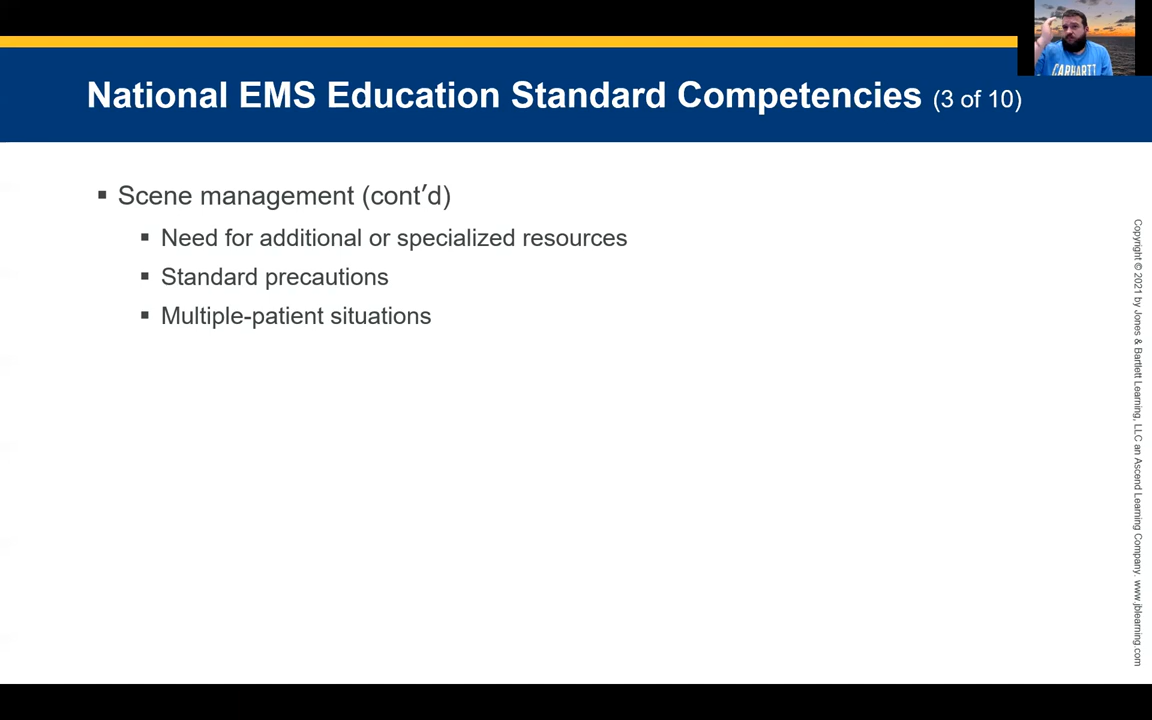 National EMS Education Standard Competencies (3 of 10)
▪ Scene management (cont′d)
▪ Need for additional or specialized resources
▪ Standard precautions
▪ Multiple-patient situations
Copyright © 2021 by Jones & Bartlett Learning, LLC an Ascend Learning Company. www.jblearning.com
CARHARTT